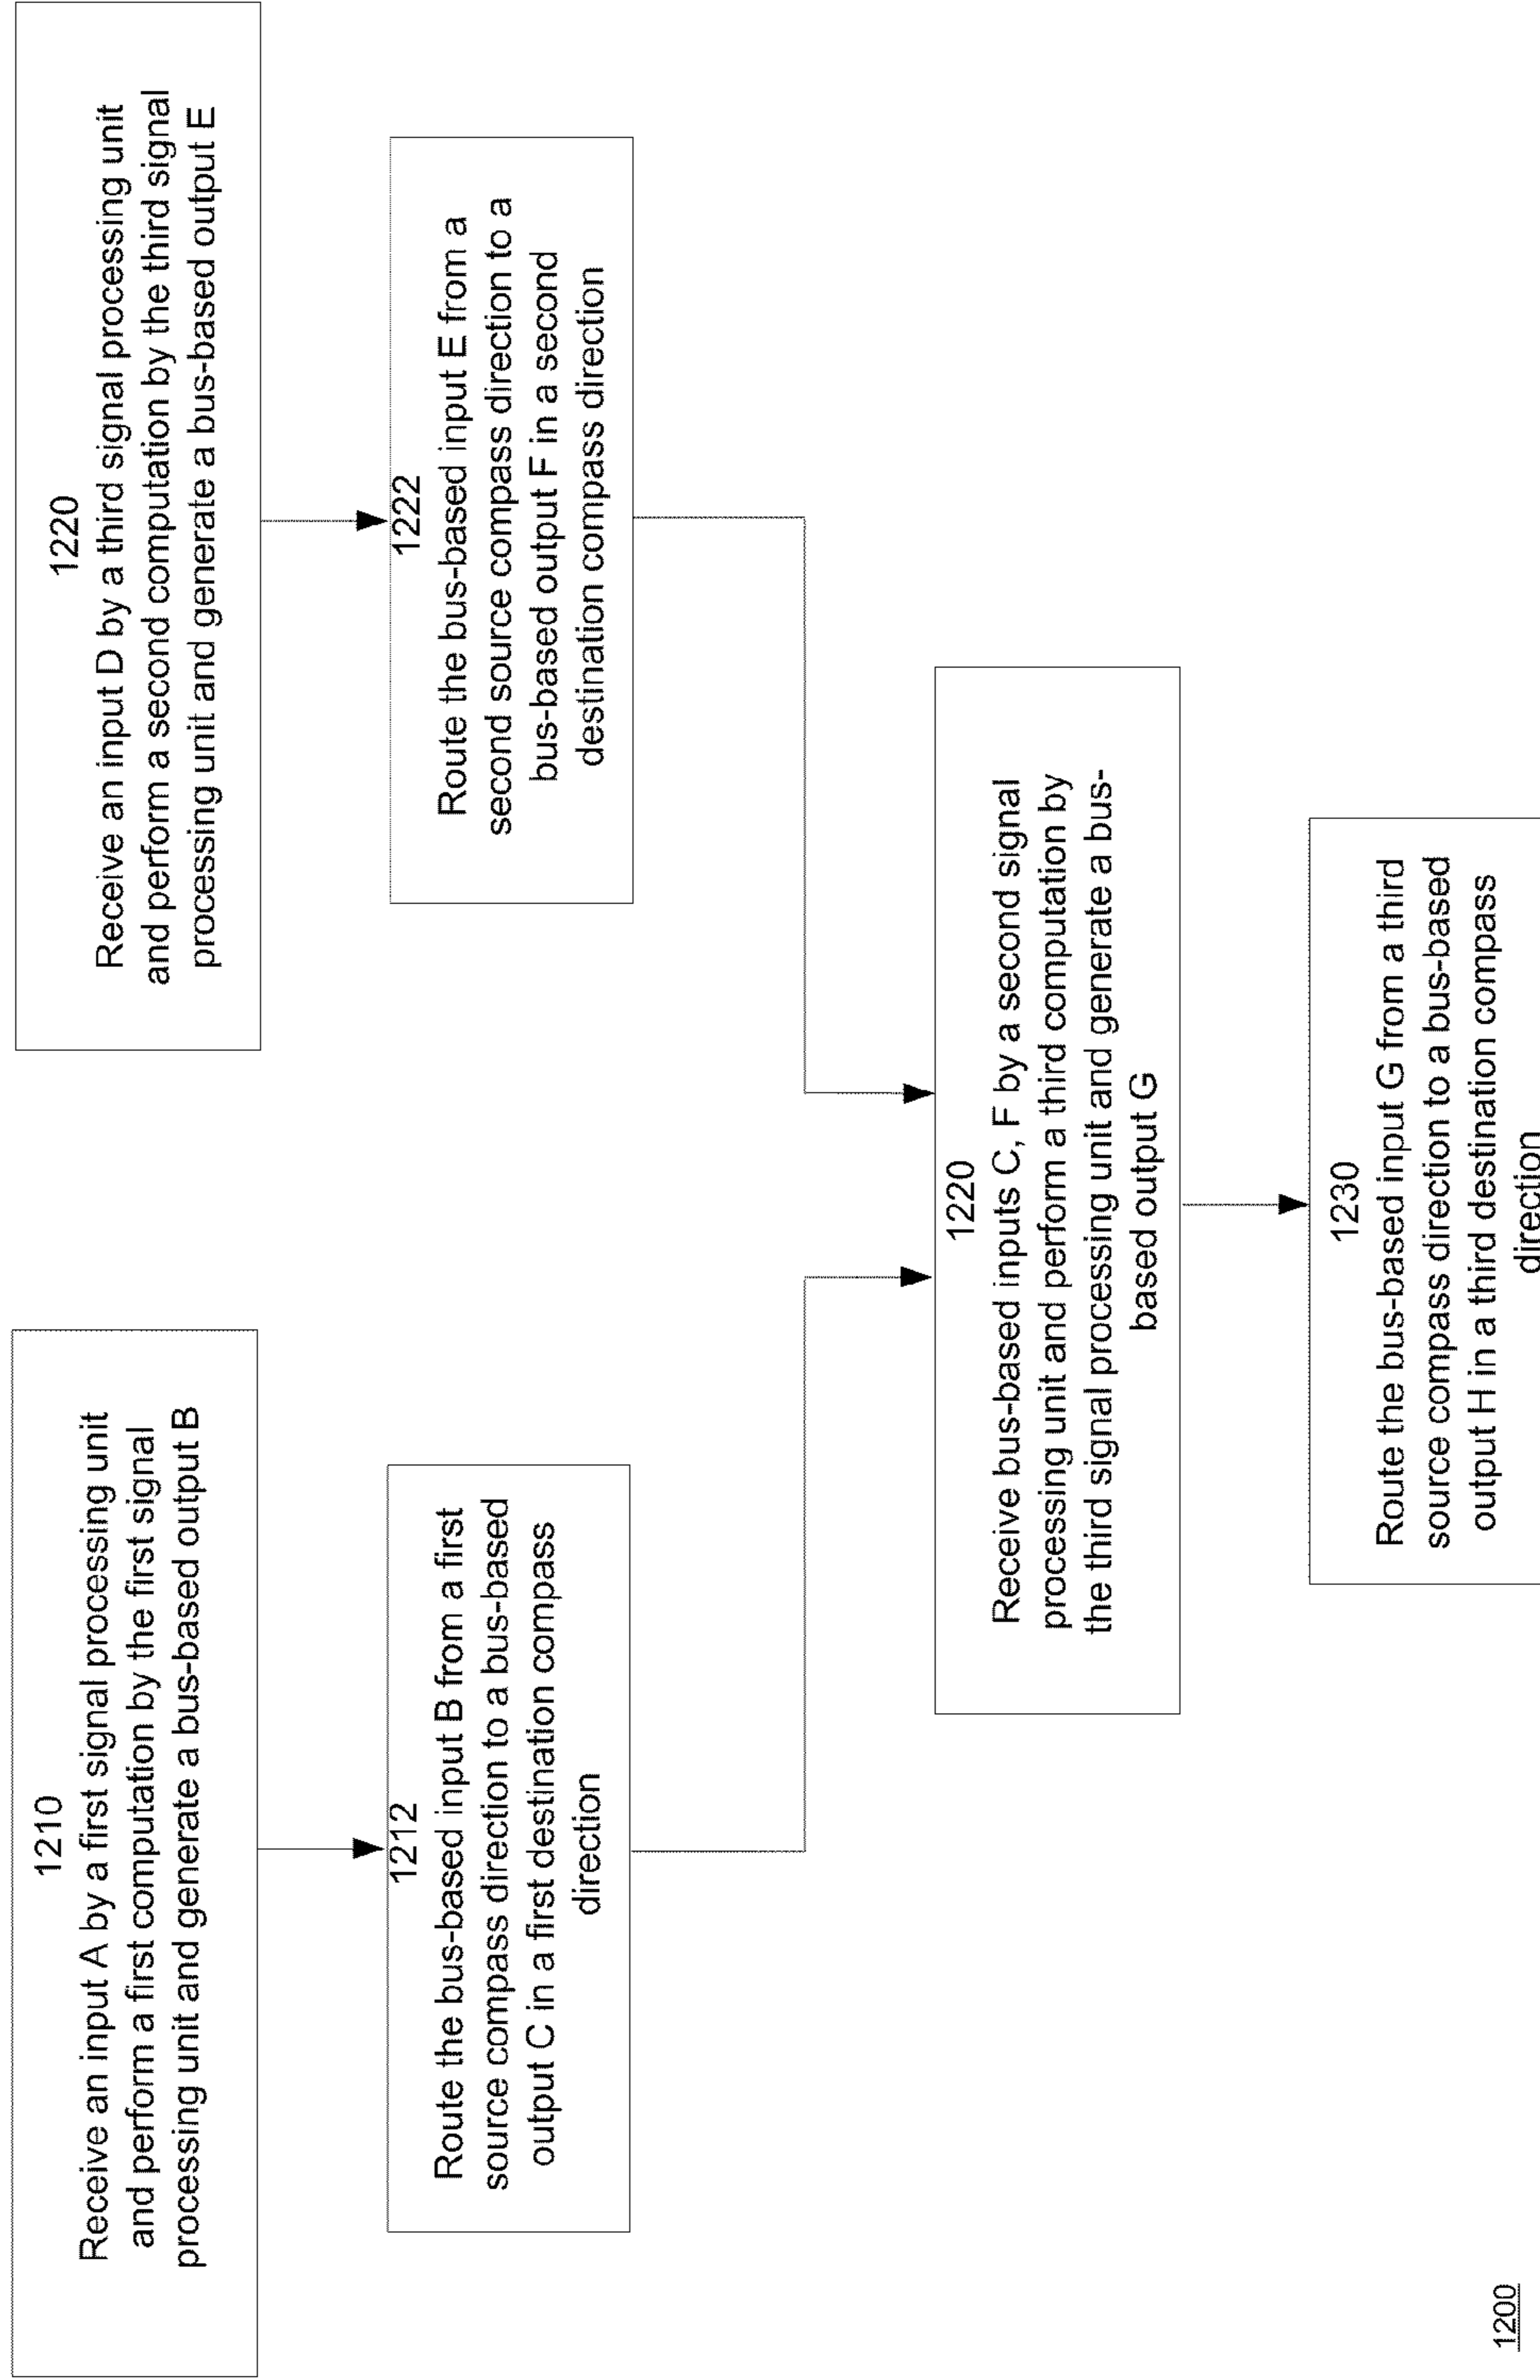 1210
Receive an input A by a first signal processing unit
and perform a first computation by the first signal
processing unit and generate a bus-based output B
1220
Receive an input D by a third signal processing unit
and perform a second computation by the third signal
processing unit and generate a bus-based output E
1212
Route the bus-based input B from a first
source compass direction to a bus-based
output C in a first destination compass
direction
1222
Route the bus-based input E from a
second source compass direction to a
bus-based output F in a second
destination compass direction
1220
Receive bus-based inputs C, F by a second signal
processing unit and perform a third computation by
the third signal processing unit and generate a bus-
based output G
1230
Route the bus-based input G from a third
source compass direction to a bus-based
output H in a third destination compass
direction
1200